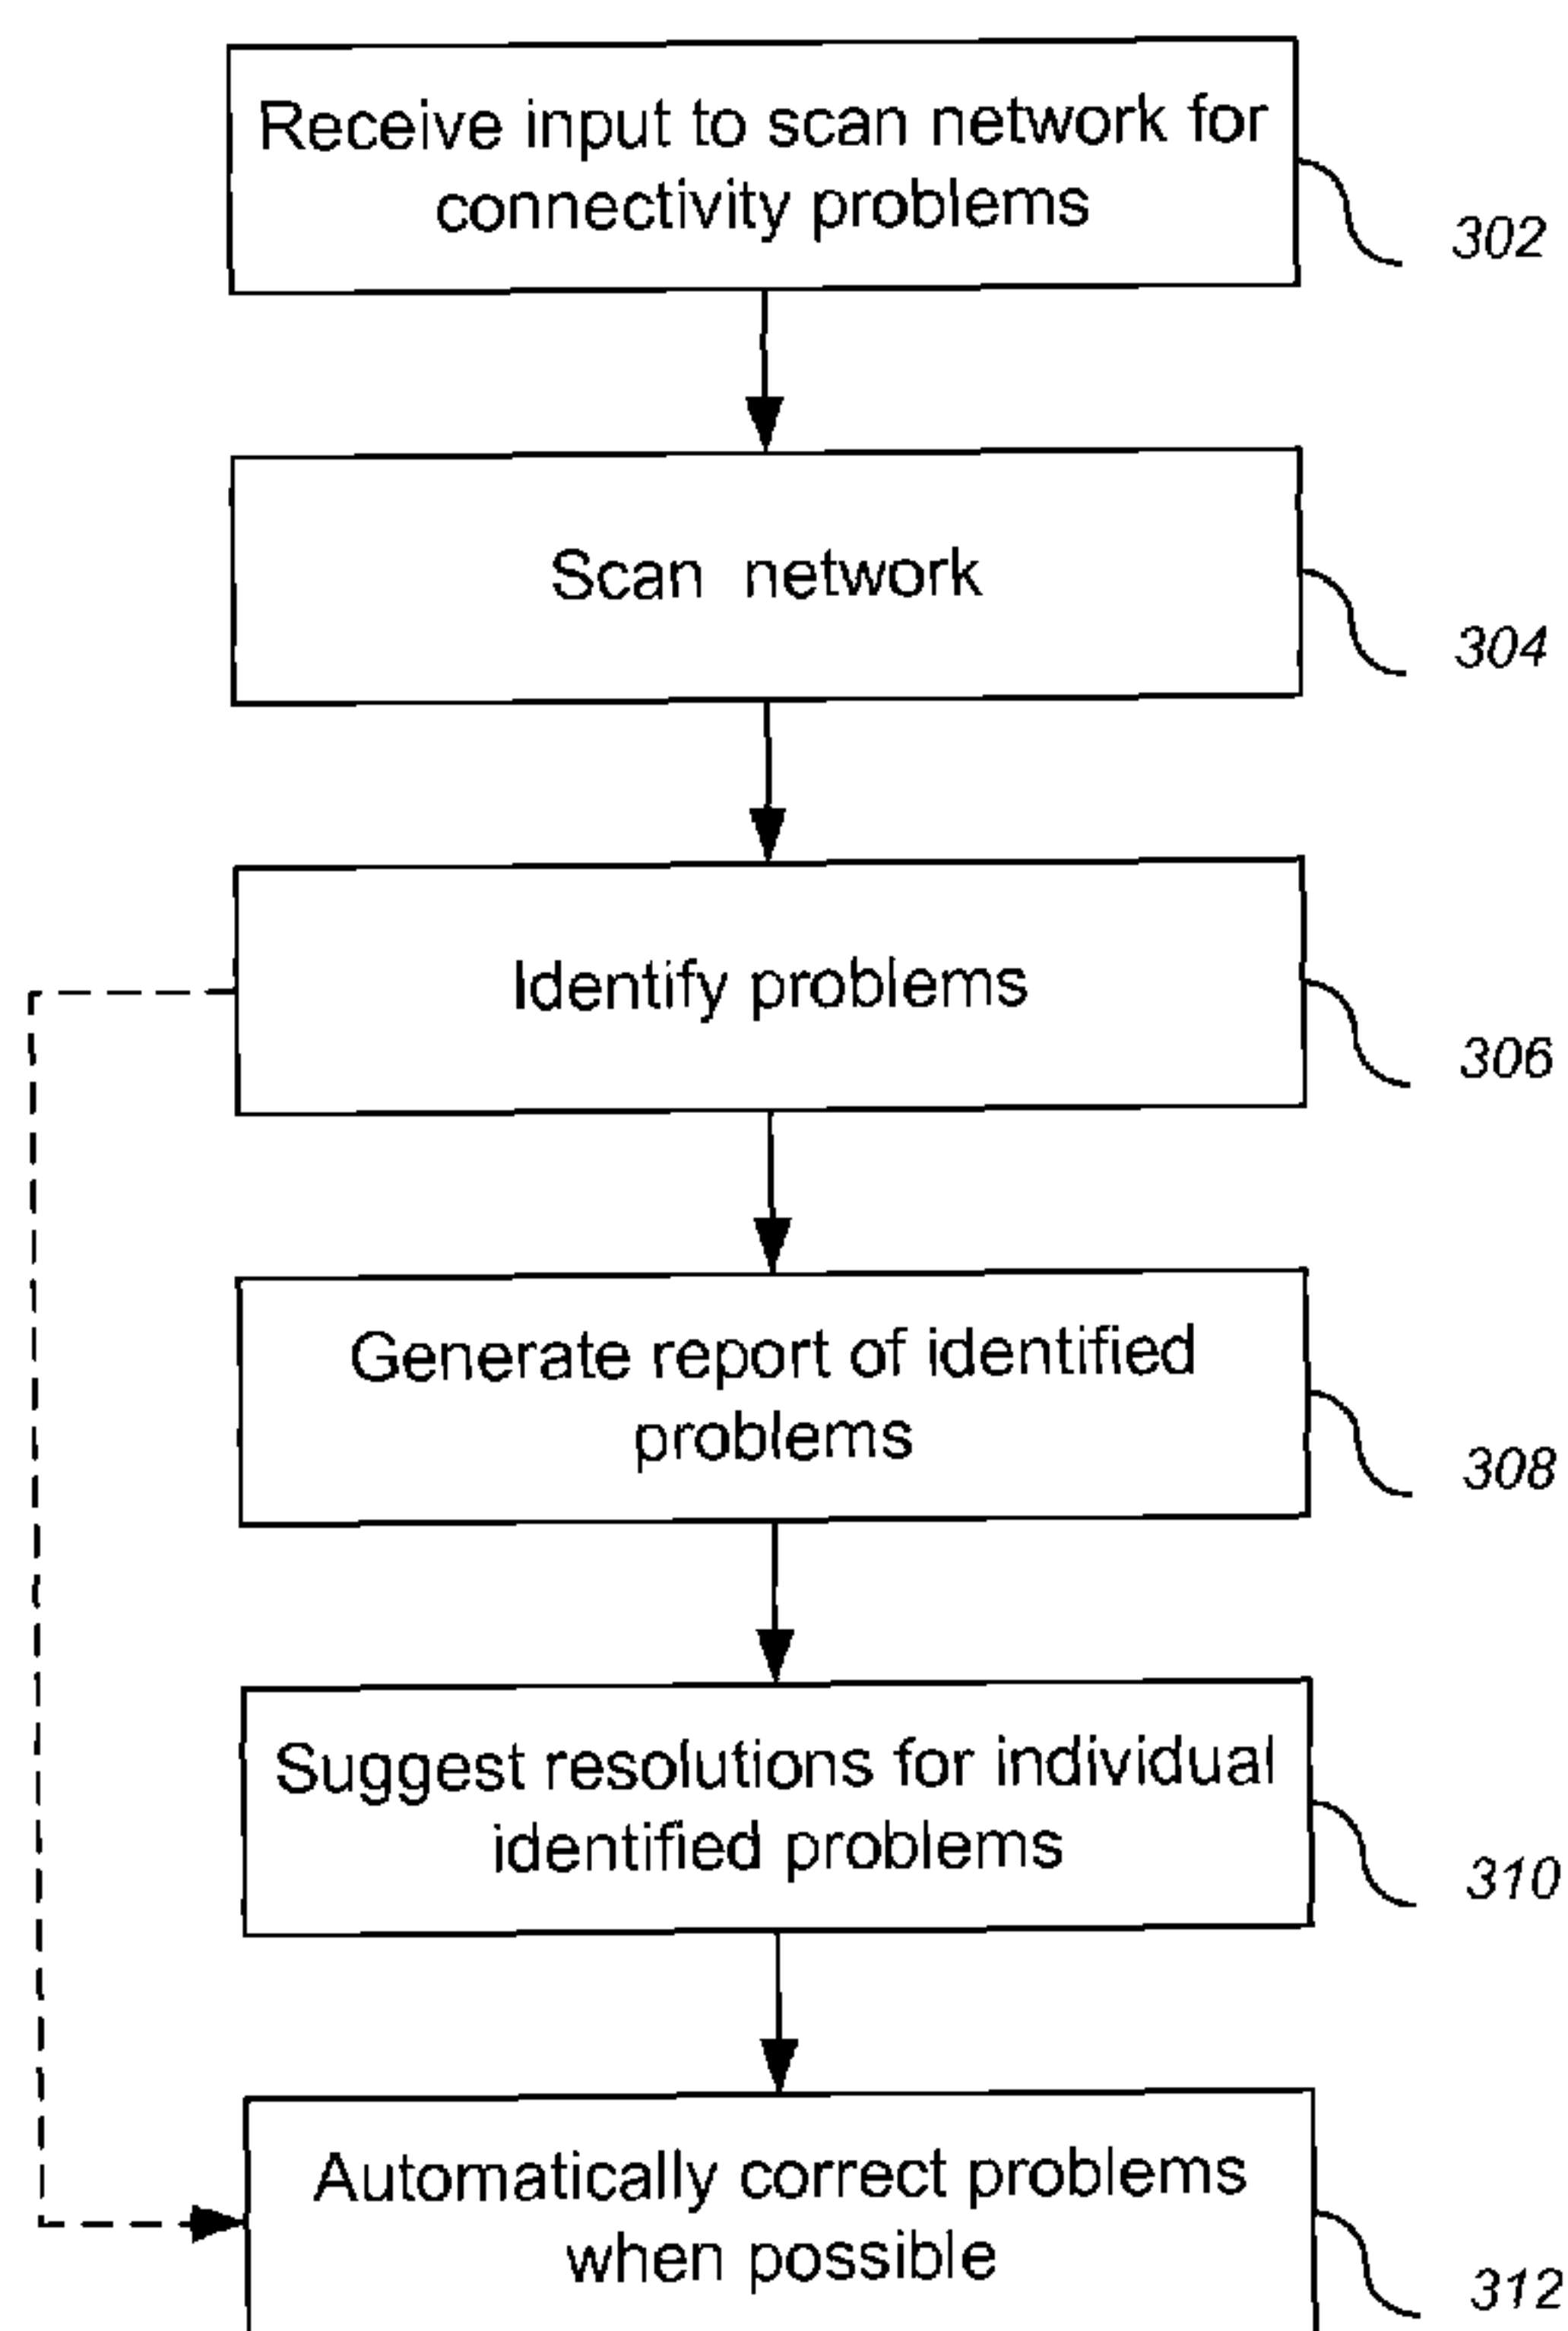 Receive input to scan network for
connectivity problems
302
Scan network
304
Identify problems
306
Generate report of identified
problems
308
Suggest resolutions for individual
identified problems
310
Automatically correct problems
when possible
312